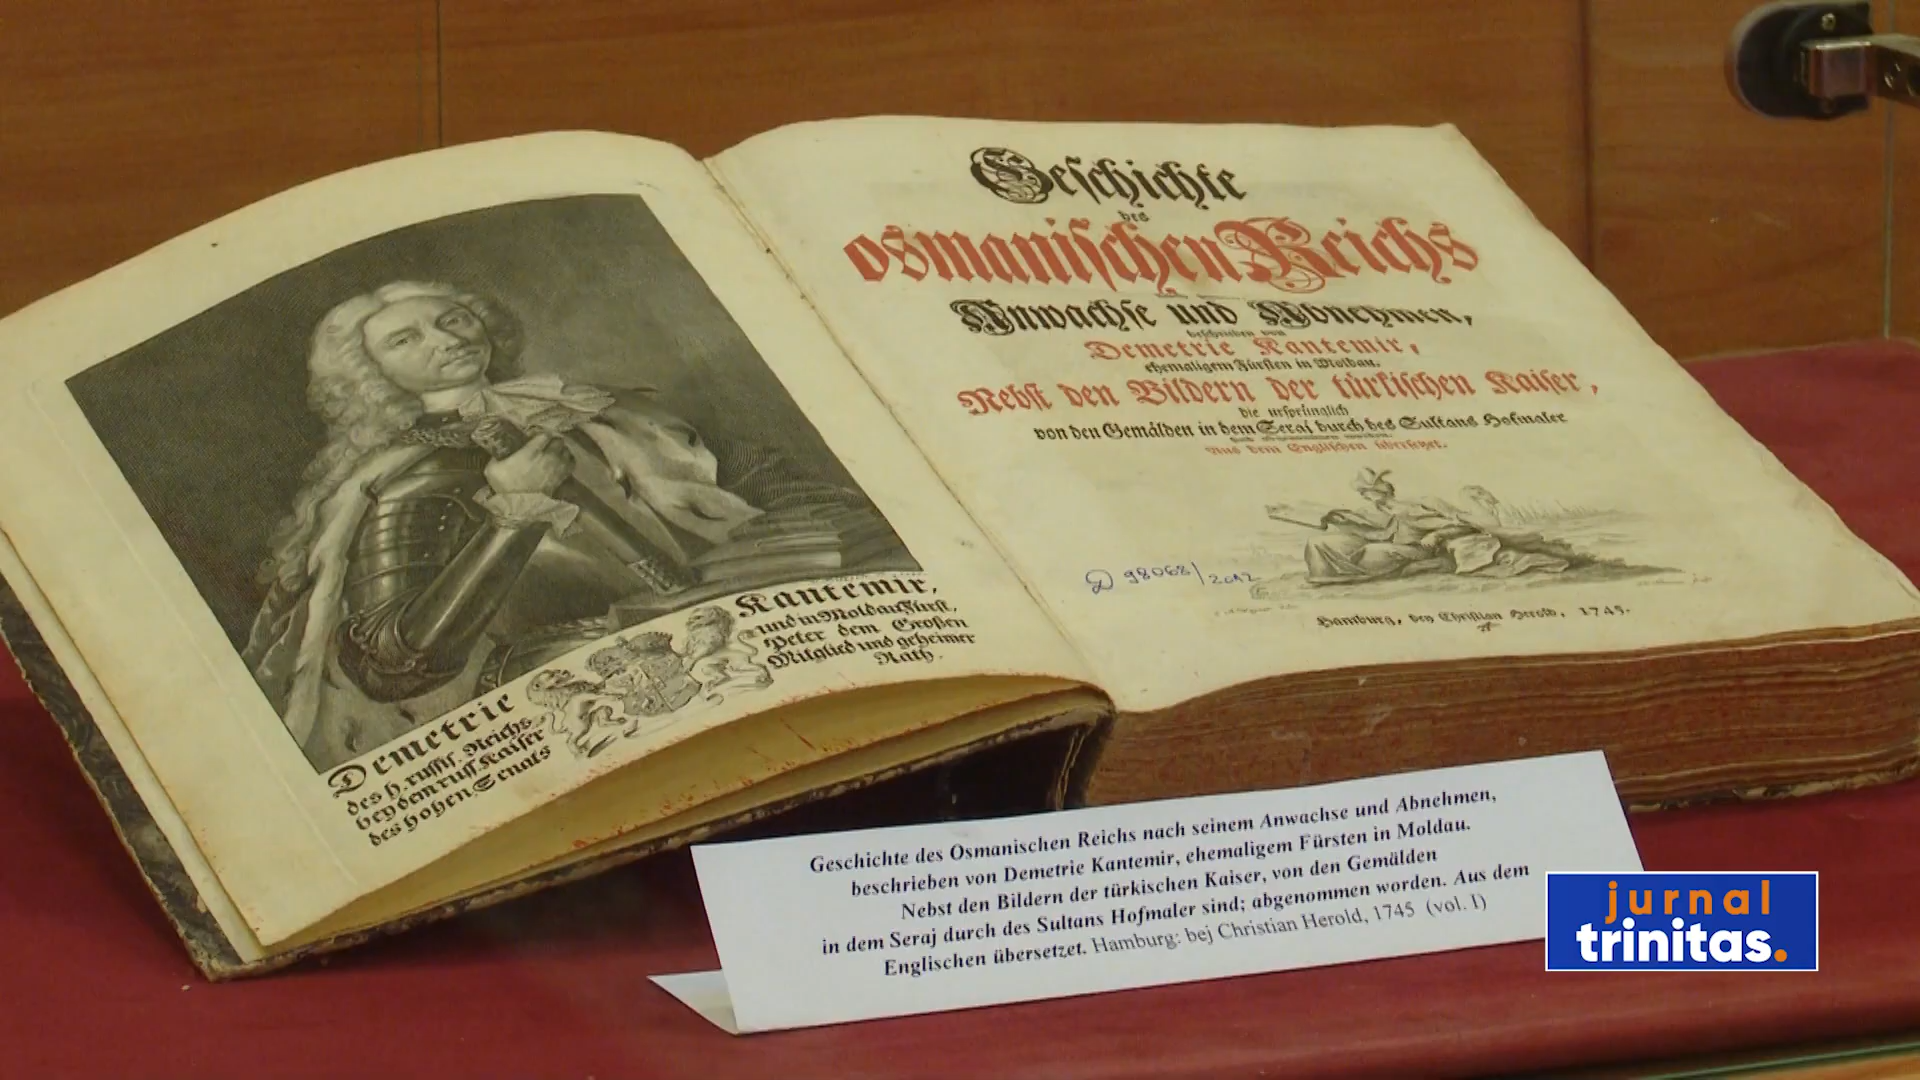 Demetrie
des h. russis. Reichs
bey dem russ. Kaiser
des hohen Senats
Kantemir,
und in Moldau Fürst,
Peter dem Großen
Mitglied und geheimer
Rath.
Geschichte
des
osmanischen Reichs
Anwachse und Abnehmen,
beschrieben von
Demetrie Kantemir,
ehemaligem Fürsten in Moldau.
Nebst den Bildern der türkischen Kaiser,
die ursprünglich
von den Gemälden in dem Seraj durch des Sultans Hofmaler
Aus dem Englischen übersetzet.
D 98068/2012
Hamburg, bey Christian Herold, 1745.
Geschichte des Osmanischen Reichs nach seinem Anwachse und Abnehmen,
beschrieben von Demetrie Kantemir, ehemaligem Fürsten in Moldau.
Nebst den Bildern der türkischen Kaiser, von den Gemälden
in dem Seraj durch des Sultans Hofmaler sind; abgenommen worden. Aus dem
Englischen übersetzet. Hamburg: bej Christian Herold, 1745 (vol. I)
jurnal
trinitas.